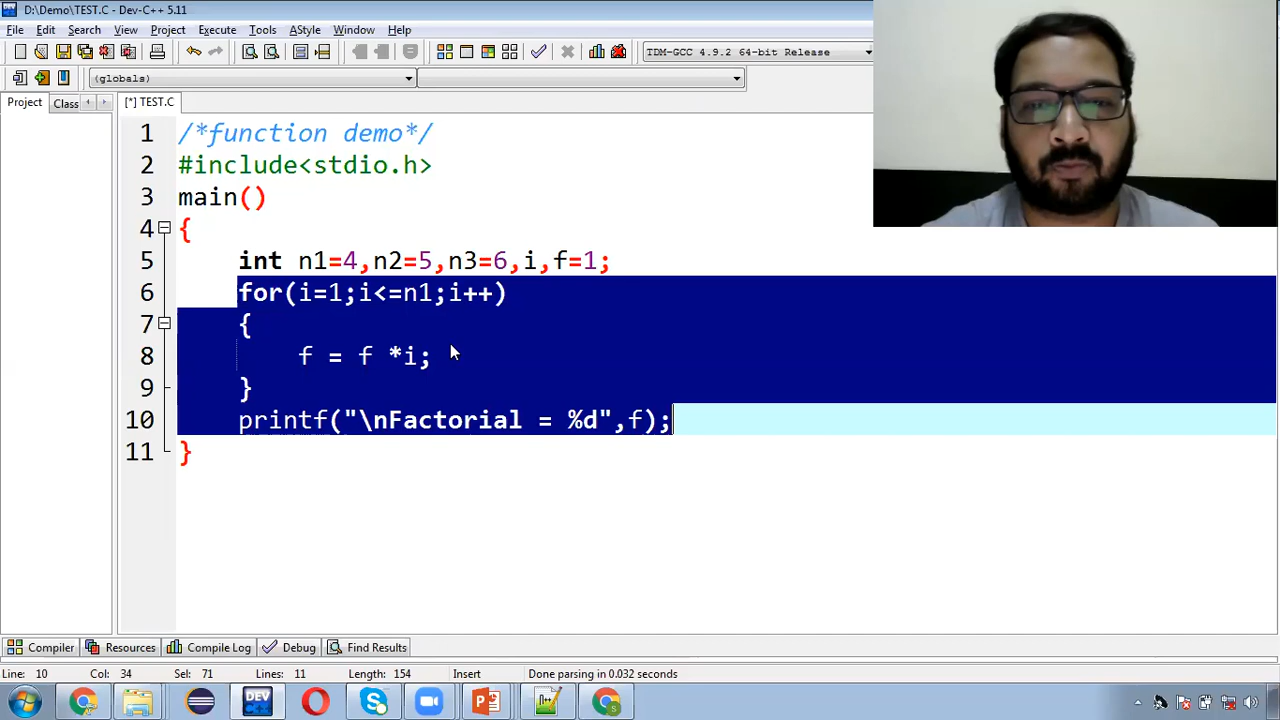 D:\Demo\TEST.C - Dev-C++ 5.11
File Edit Search View Project Execute Tools AStyle Window Help
TDM-GCC 4.9.2 64-bit Release
(globals)
Project Class [*] TEST.C
1 /*function demo*/
2 #include<stdio.h>
3 main()
4 {
5 int n1=4,n2=5,n3=6,i,f=1;
6 for(i=1;i<=n1;i++)
7 {
8 f = f *i;
9 }
10 printf("\nFactorial = %d",f);
11 }
Compiler Resources Compile Log Debug Find Results
Line: 10 Col: 34 Sel: 71 Lines: 11 Length: 154 Insert Done parsing in 0.032 seconds
DEV C++